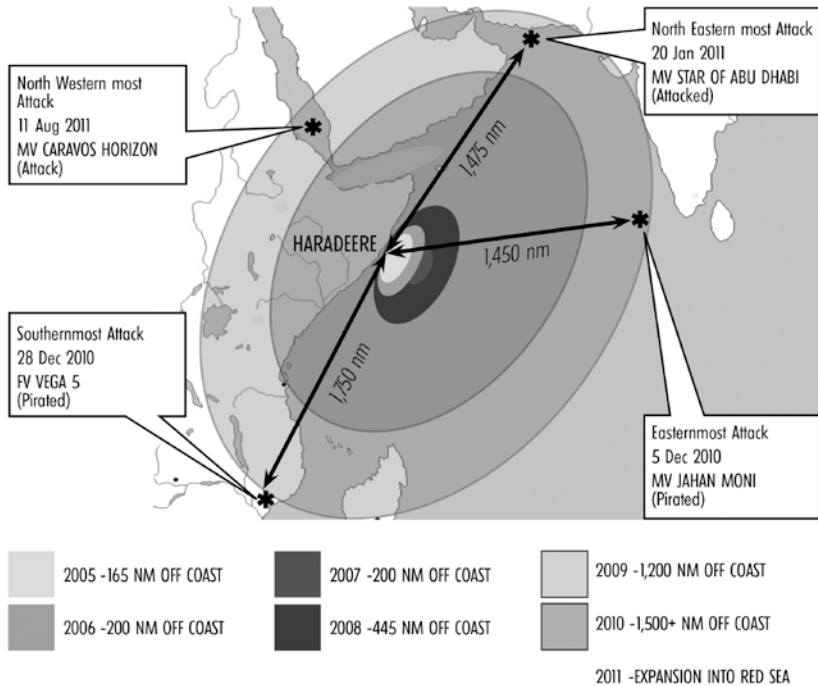 North Eastern most Attack
20 Jan 2011
MV STAR OF ABU DHABI
(Attacked)
North Western most
Attack
11 Aug 2011
MV CARAVOS HORIZON
(Attack)
1,475 nm
HARADEERE
1,450 nm
Southernmost Attack
28 Dec 2010
FV VEGA 5
(Pirated)
1,750 nm
Easternmost Attack
5 Dec 2010
MV JAHAN MONI
(Pirated)
2005 -165 NM OFF COAST
2006 -200 NM OFF COAST
2007 -200 NM OFF COAST
2008 -445 NM OFF COAST
2009 -1,200 NM OFF COAST
2010 -1,500+ NM OFF COAST
2011 -EXPANSION INTO RED SEA